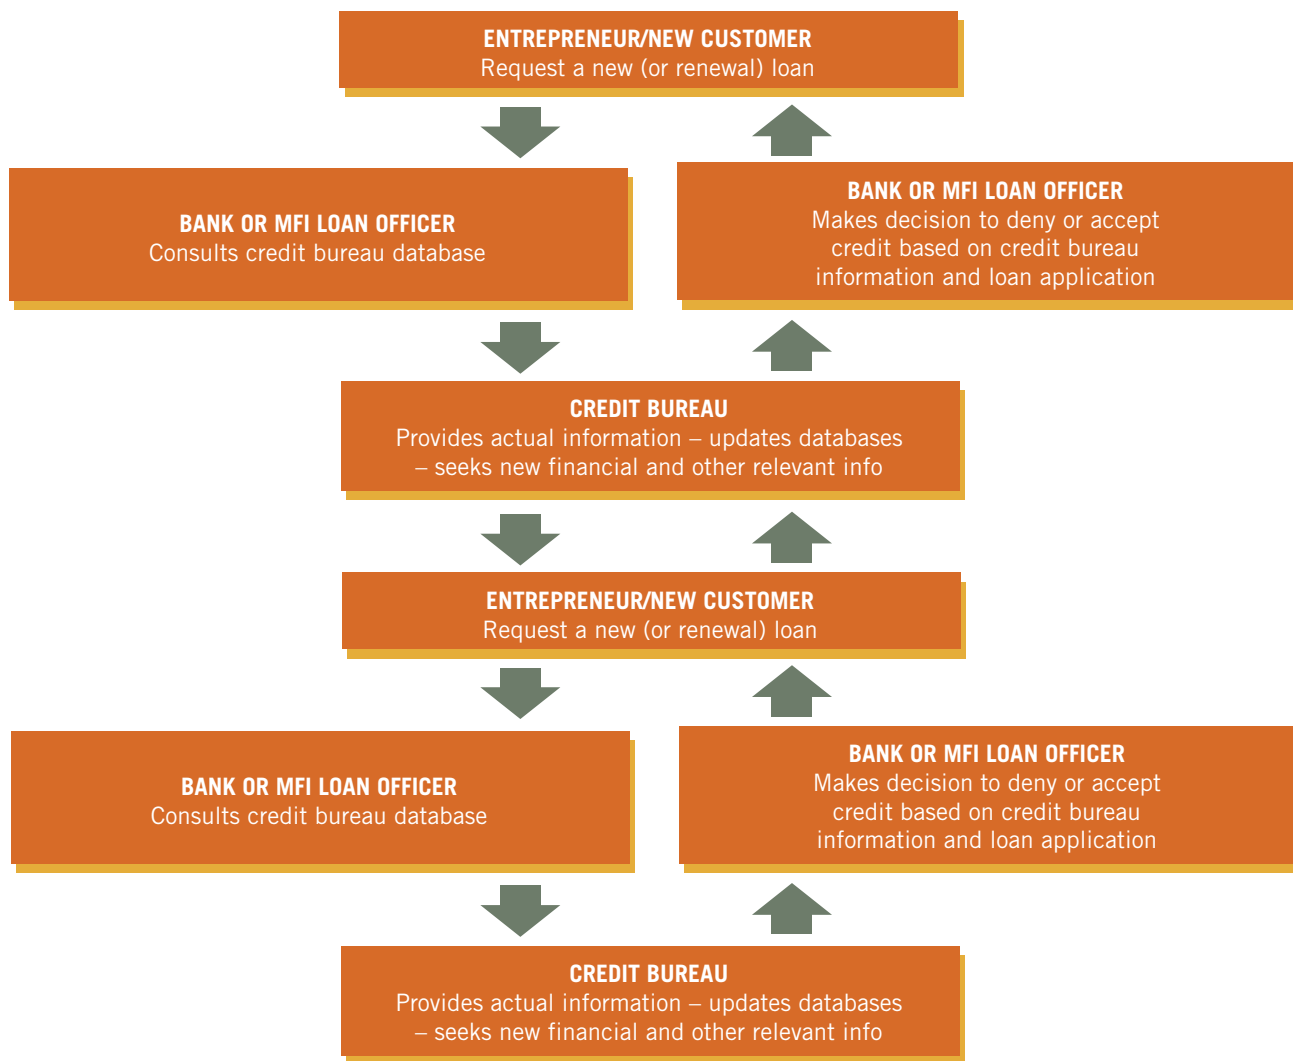 ENTREPRENEUR/NEW CUSTOMER
Request a new (or renewal) loan
BANK OR MFI LOAN OFFICER
Consults credit bureau database
BANK OR MFI LOAN OFFICER
Makes decision to deny or accept
credit based on credit bureau
information and loan application
CREDIT BUREAU
Provides actual information – updates databases
– seeks new financial and other relevant info
ENTREPRENEUR/NEW CUSTOMER
Request a new (or renewal) loan
BANK OR MFI LOAN OFFICER
Consults credit bureau database
BANK OR MFI LOAN OFFICER
Makes decision to deny or accept
credit based on credit bureau
information and loan application
CREDIT BUREAU
Provides actual information – updates databases
– seeks new financial and other relevant info